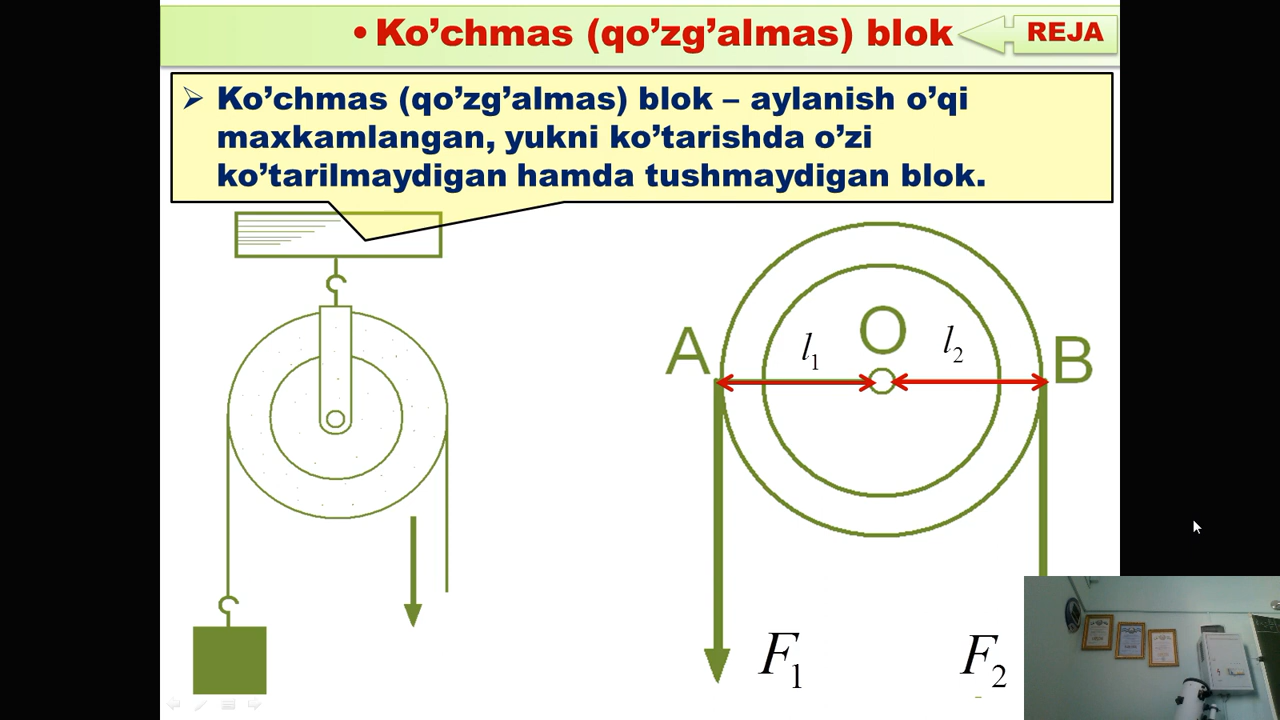 • Ko’chmas (qo’zg’almas) blok
REJA
➢ Ko’chmas (qo’zg’almas) blok – aylanish o’qi
maxkamlangan, yukni ko’tarishda o’zi
ko’tarilmaydigan hamda tushmaydigan blok.
A
l₁
O
l₂
B
F₁
F₂